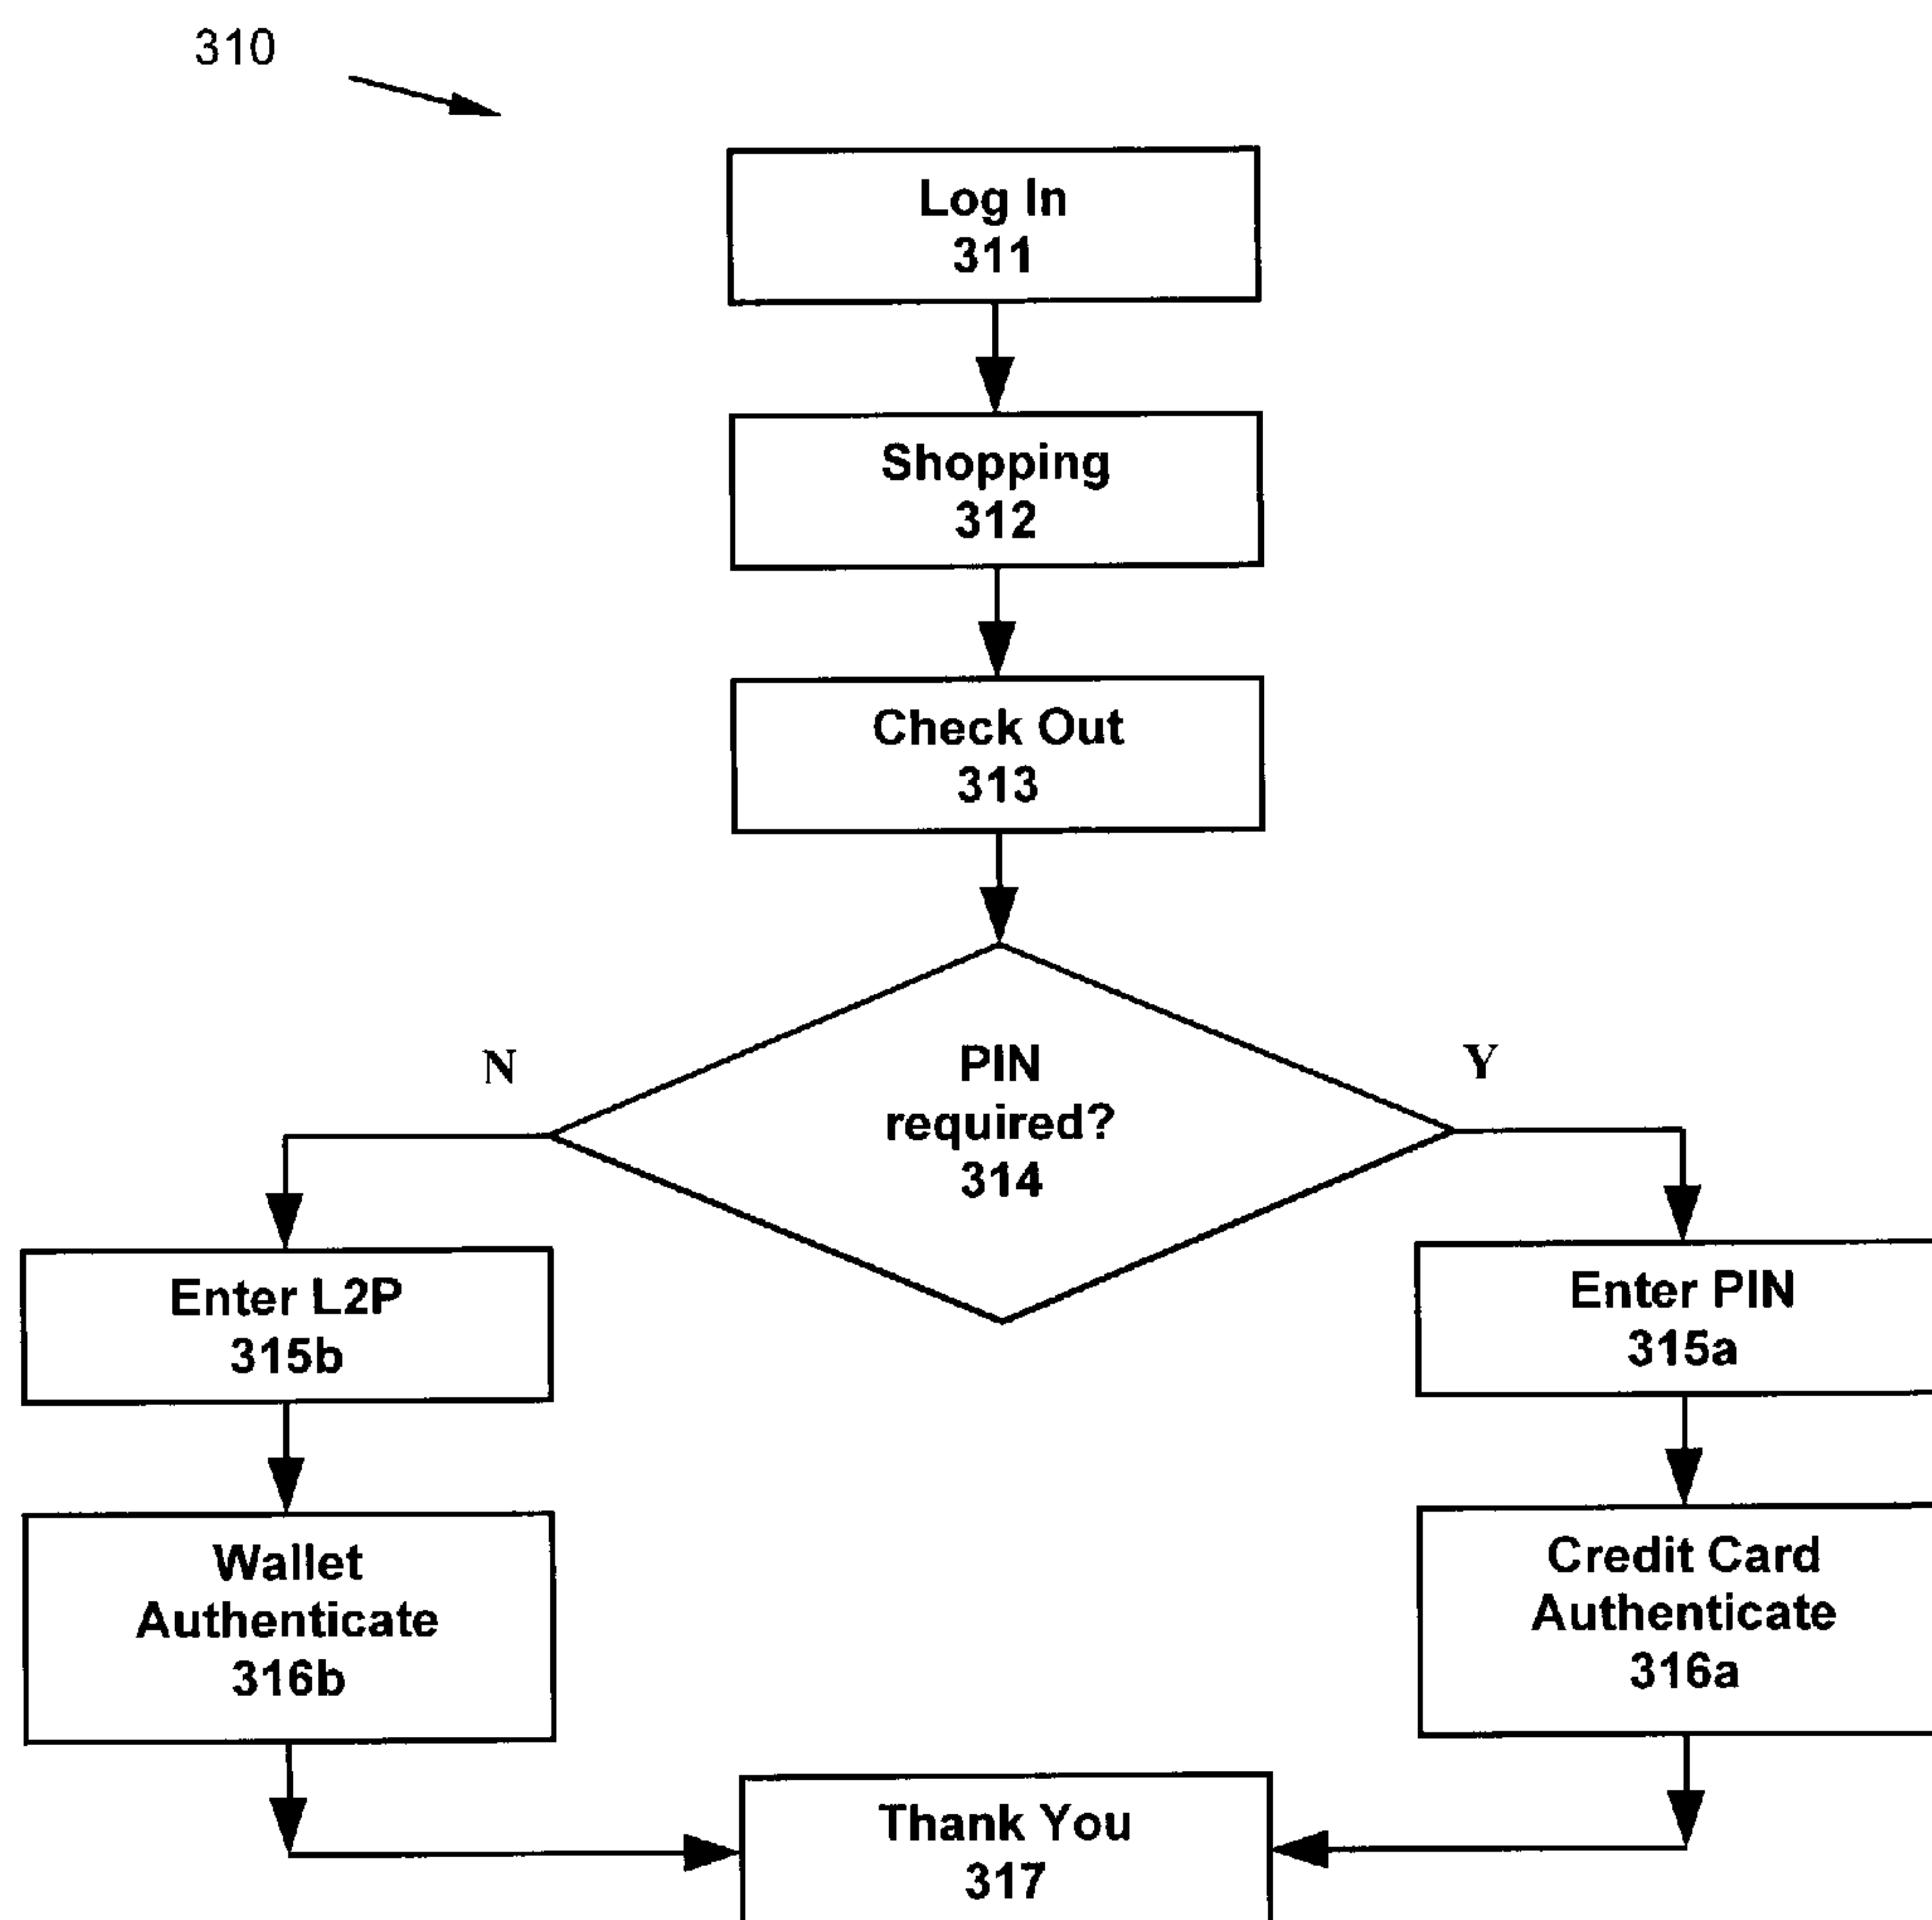 310
Log In
311
Shopping
312
Check Out
313
PIN
required?
314
N
Y
Enter L2P
315b
Enter PIN
315a
Wallet
Authenticate
316b
Credit Card
Authenticate
316a
Thank You
317